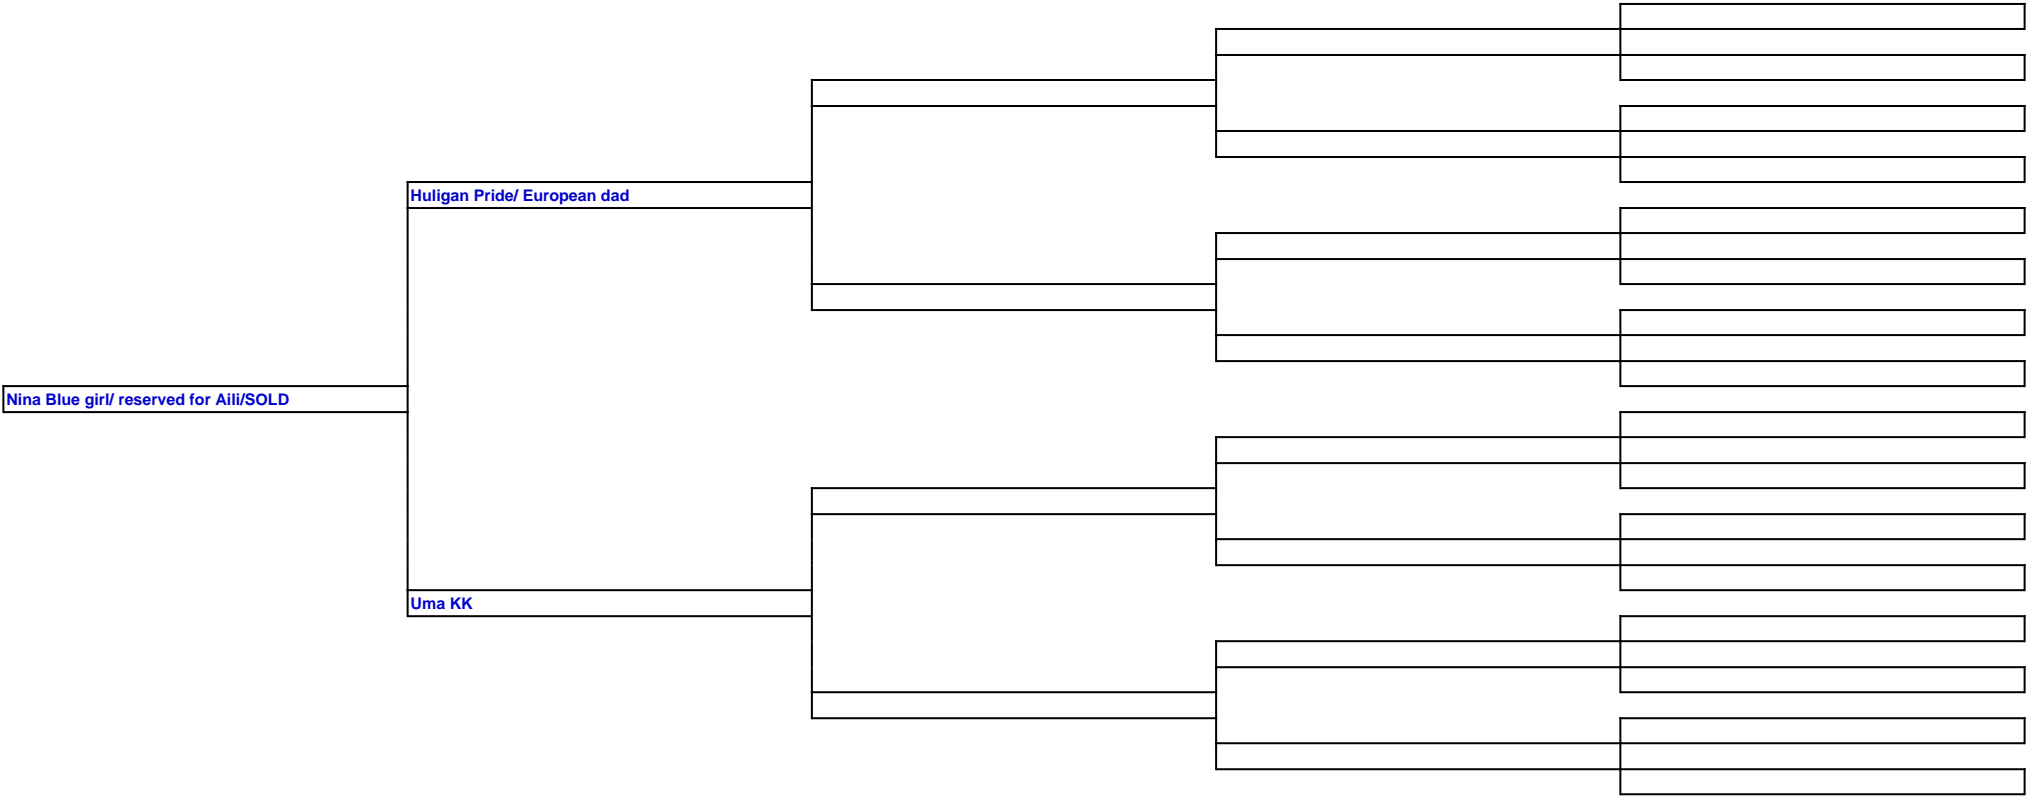 Huligan Pride/ European dad
Nina Blue girl/ reserved for Aili/SOLD
Uma KK